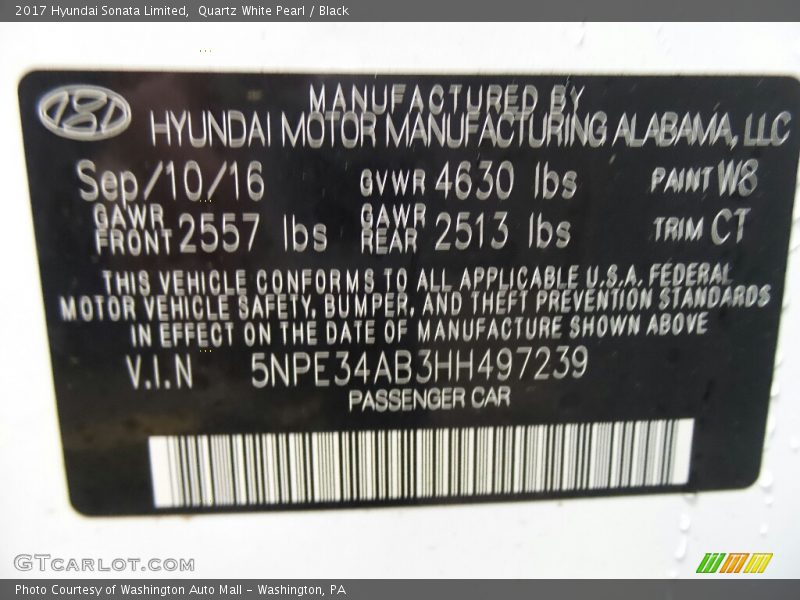 2017 Hyundai Sonata Limited,  Quartz White Pearl / Black
MANUFACTURED BY
HYUNDAI MOTOR MANUFACTURING ALABAMA, LLC
Sep/10/16 GVWR 4630 lbs PAINT W8
GAWR FRONT 2557 lbs GAWR REAR 2513 lbs TRIM CT
THIS VEHICLE CONFORMS TO ALL APPLICABLE U.S.A. FEDERAL
MOTOR VEHICLE SAFETY, BUMPER, AND THEFT PREVENTION STANDARDS
IN EFFECT ON THE DATE OF MANUFACTURE SHOWN ABOVE
V.I.N 5NPE34AB3HH497239
PASSENGER CAR
GTCarLot.com
Photo Courtesy of Washington Auto Mall - Washington, PA